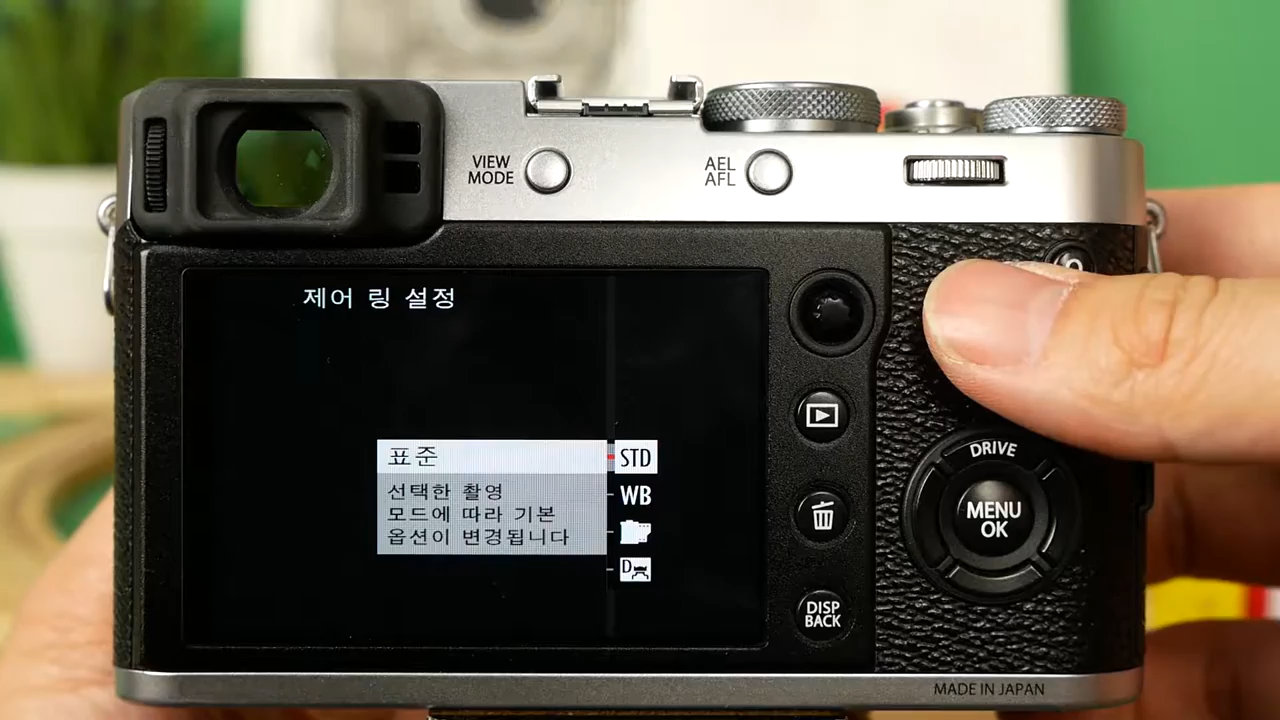 VIEW
MODE
AEL
AFL
제어 링 설정
표준
STD
선택한 촬영
모드에 따라 기본
옵션이 변경됩니다
WB
D
DRIVE
MENU
OK
DISP
BACK
MADE IN JAPAN